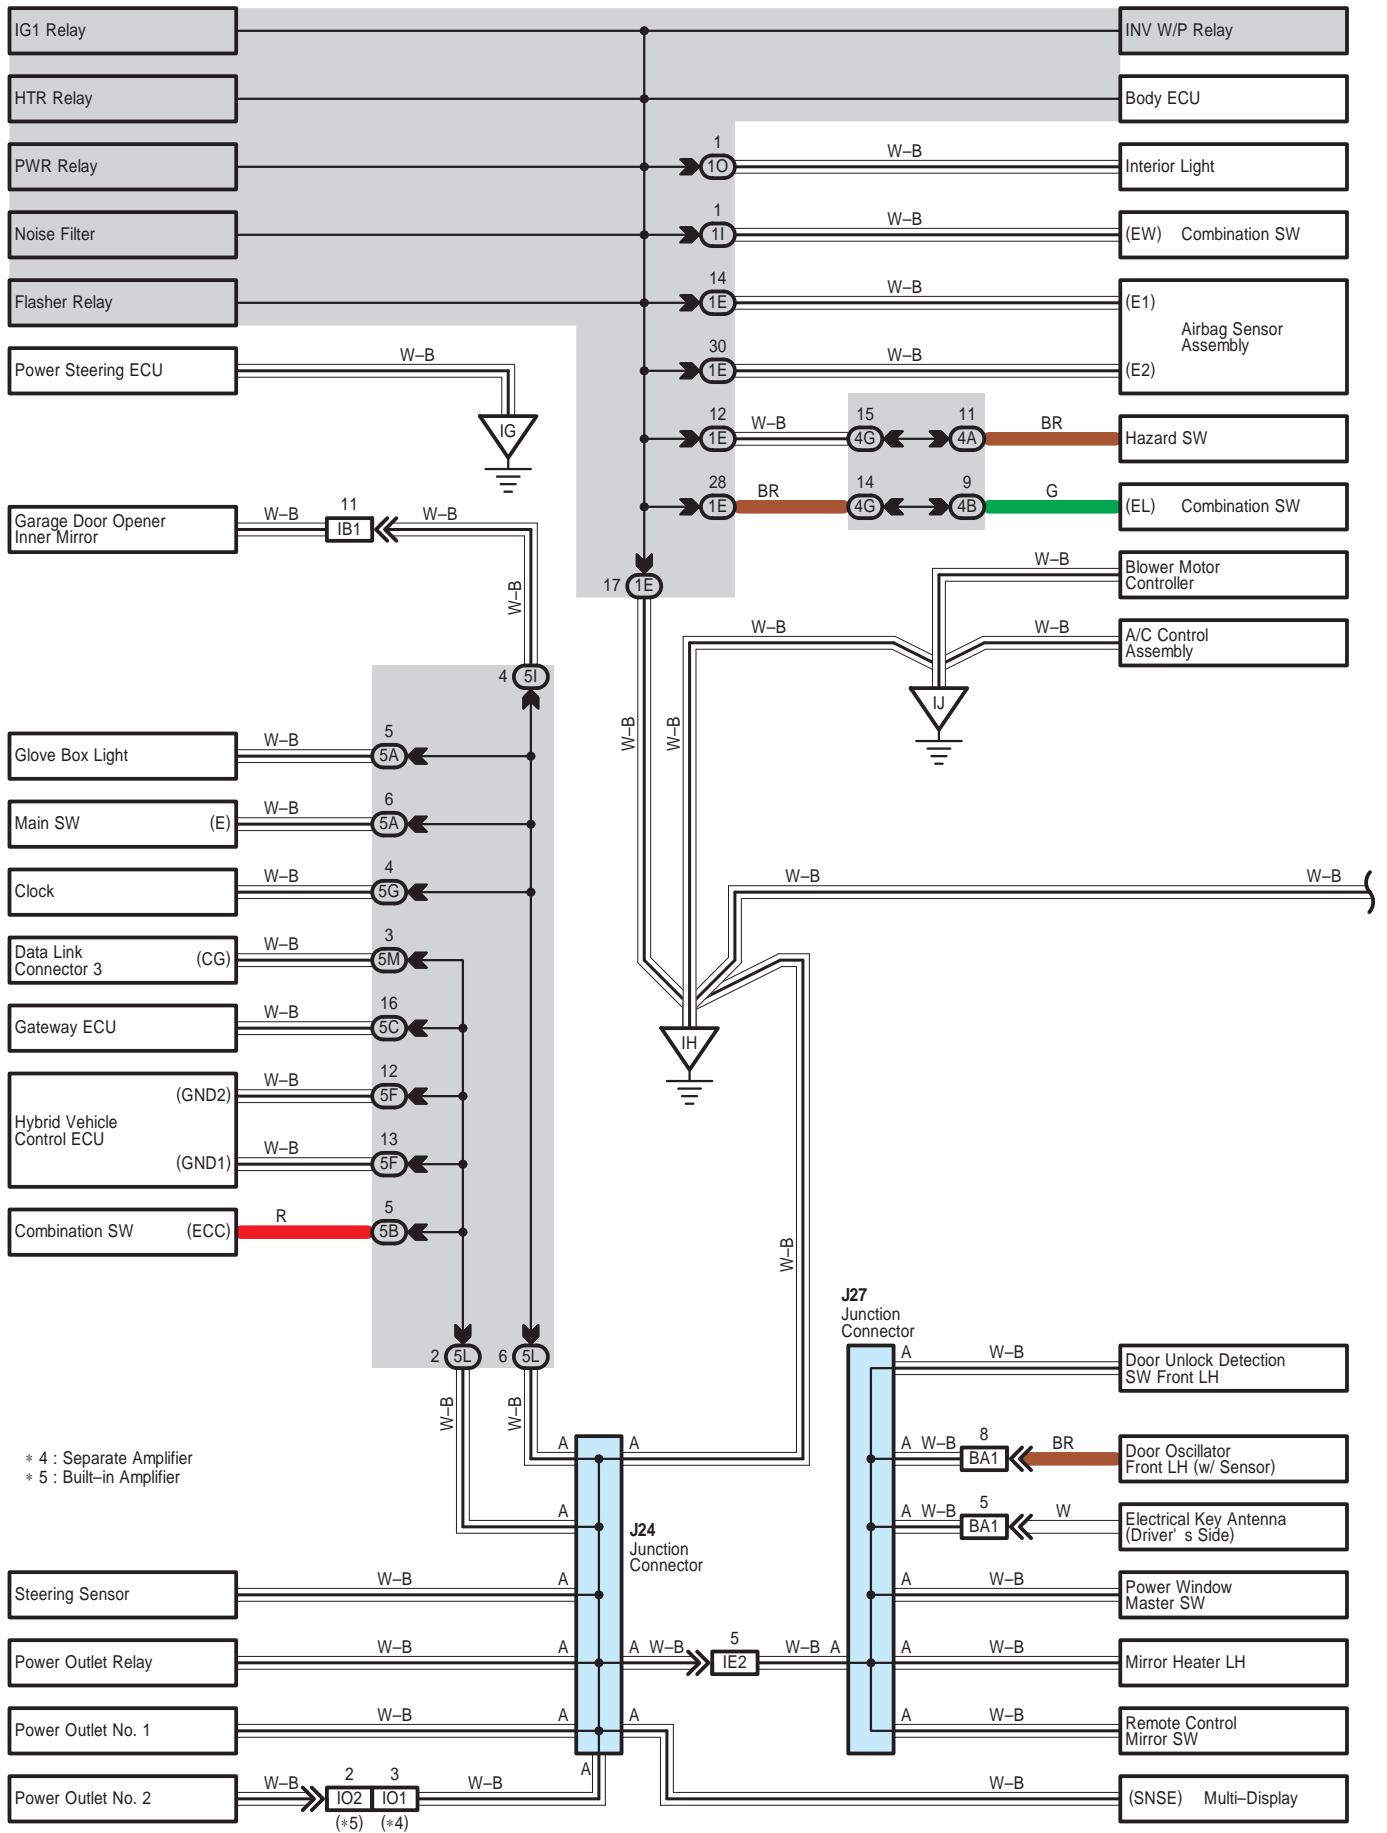 IG1 Relay
INV W/P Relay
HTR Relay
Body ECU
PWR Relay
1
1O
W–B
Interior Light
Noise Filter
1
1I
W–B
(EW) Combination SW
Flasher Relay
14
1E
W–B
(E1)
Airbag Sensor
Assembly
30
1E
W–B
(E2)
Power Steering ECU
W–B
IG
12
1E
W–B
15
4G
11
4A
BR
Hazard SW
28
1E
BR
14
4G
9
4B
G
(EL) Combination SW
Garage Door Opener
Inner Mirror
W–B
11
IB1
W–B
W–B
17 1E
W–B
Blower Motor
Controller
W–B
W–B
A/C Control
Assembly
IJ
4 5I
W–B
W–B
Glove Box Light
W–B
5
5A
Main SW (E)
W–B
6
5A
Clock
W–B
4
5G
W–B
W–B
Data Link
Connector 3
(CG)
W–B
3
5M
Gateway ECU
W–B
16
5C
IH
Hybrid Vehicle
Control ECU
(GND2)
W–B
12
5F
(GND1)
W–B
13
5F
Combination SW (ECC)
R
5
5B
W–B
2 5L
6 5L
W–B
W–B
J27
Junction
Connector
A
W–B
Door Unlock Detection
SW Front LH
∗ 4 : Separate Amplifier
∗ 5 : Built–in Amplifier
A
A
A W–B
8
BA1
BR
Door Oscillator
Front LH (w/ Sensor)
A
J24
Junction
Connector
A W–B
5
BA1
W
Electrical Key Antenna
(Driver' s Side)
Steering Sensor
W–B
A
A
W–B
Power Window
Master SW
Power Outlet Relay
W–B
A
A W–B
5
IE2
W–B A
A
W–B
Mirror Heater LH
Power Outlet No. 1
W–B
A
A
A
W–B
Remote Control
Mirror SW
Power Outlet No. 2
W–B
2
IO2
(∗5)
3
IO1
(∗4)
W–B
A
W–B
(SNSE) Multi–Display